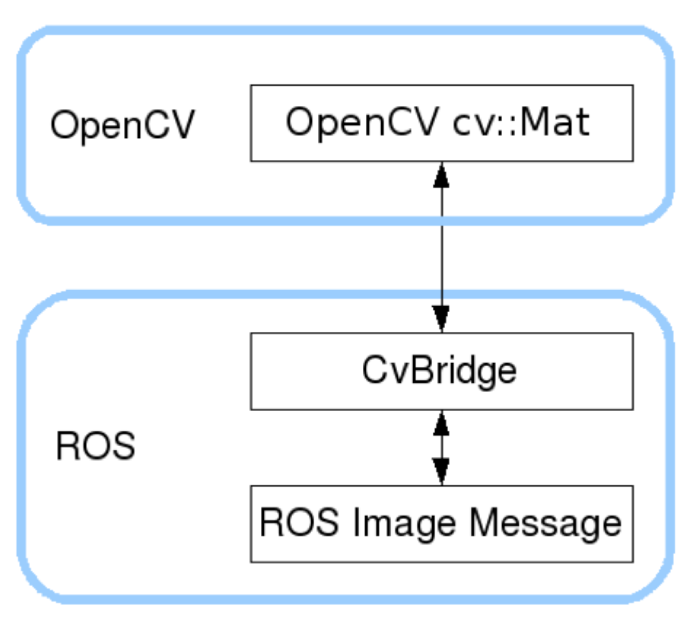 OpenCV
OpenCV cv::Mat
CvBridge
ROS
ROS Image Message